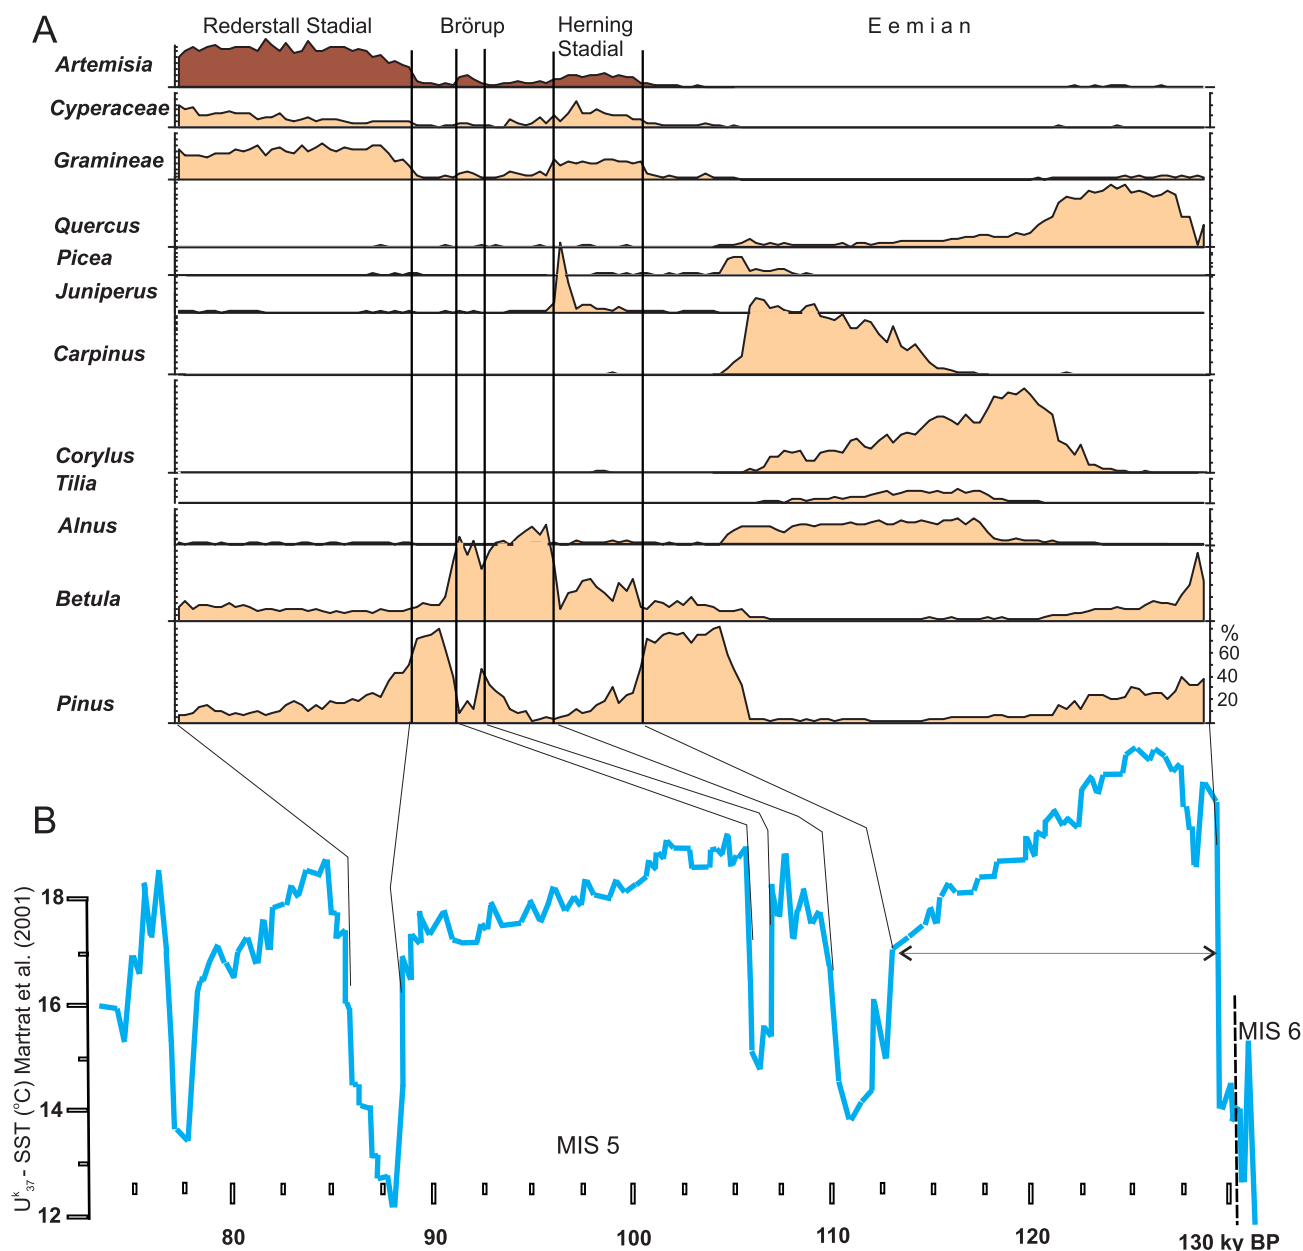 A
Rederstall Stadial
Brörup
Herning
Stadial
Eemian
Artemisia
Cyperaceae
Gramineae
Quercus
Picea
Juniperus
Carpinus
Corylus
Tilia
Alnus
Betula
Pinus
%
60
40
20
B
U^k_37 - SST (°C) Martrat et al. (2001)
18
16
14
12
MIS 5
MIS 6
80 90 100 110 120 130 ky BP